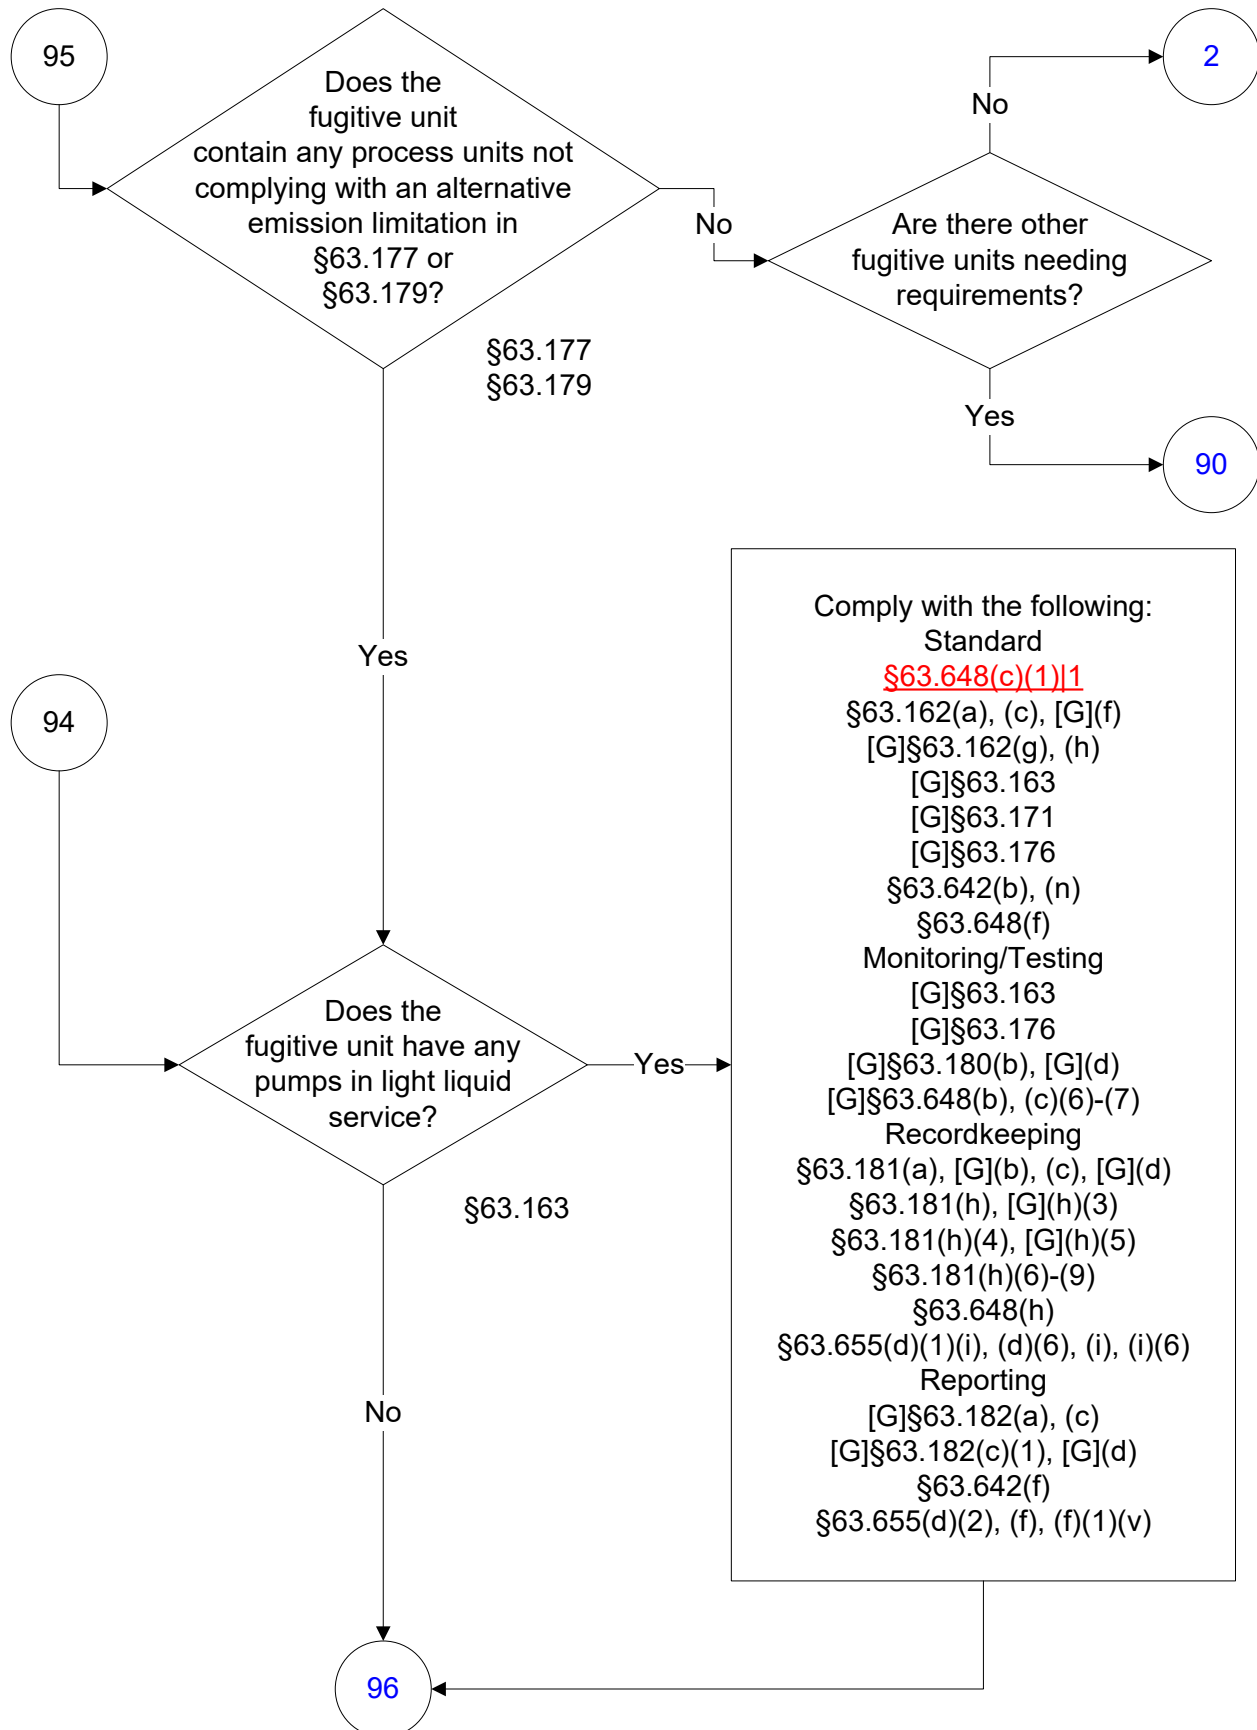 95
Does the
fugitive unit
contain any process units not
complying with an alternative
emission limitation in
§63.177 or
§63.179?
§63.177
§63.179
No
Are there other
fugitive units needing
requirements?
No
2
Yes
90
Yes
94
Does the
fugitive unit have any
pumps in light liquid
service?
§63.163
Yes
Comply with the following:
Standard
§63.648(c)(1)|1
§63.162(a), (c), [G](f)
[G]§63.162(g), (h)
[G]§63.163
[G]§63.171
[G]§63.176
§63.642(b), (n)
§63.648(f)
Monitoring/Testing
[G]§63.163
[G]§63.176
[G]§63.180(b), [G](d)
[G]§63.648(b), (c)(6)-(7)
Recordkeeping
§63.181(a), [G](b), (c), [G](d)
§63.181(h), [G](h)(3)
§63.181(h)(4), [G](h)(5)
§63.181(h)(6)-(9)
§63.648(h)
§63.655(d)(1)(i), (d)(6), (i), (i)(6)
Reporting
[G]§63.182(a), (c)
[G]§63.182(c)(1), [G](d)
§63.642(f)
§63.655(d)(2), (f), (f)(1)(v)
No
96